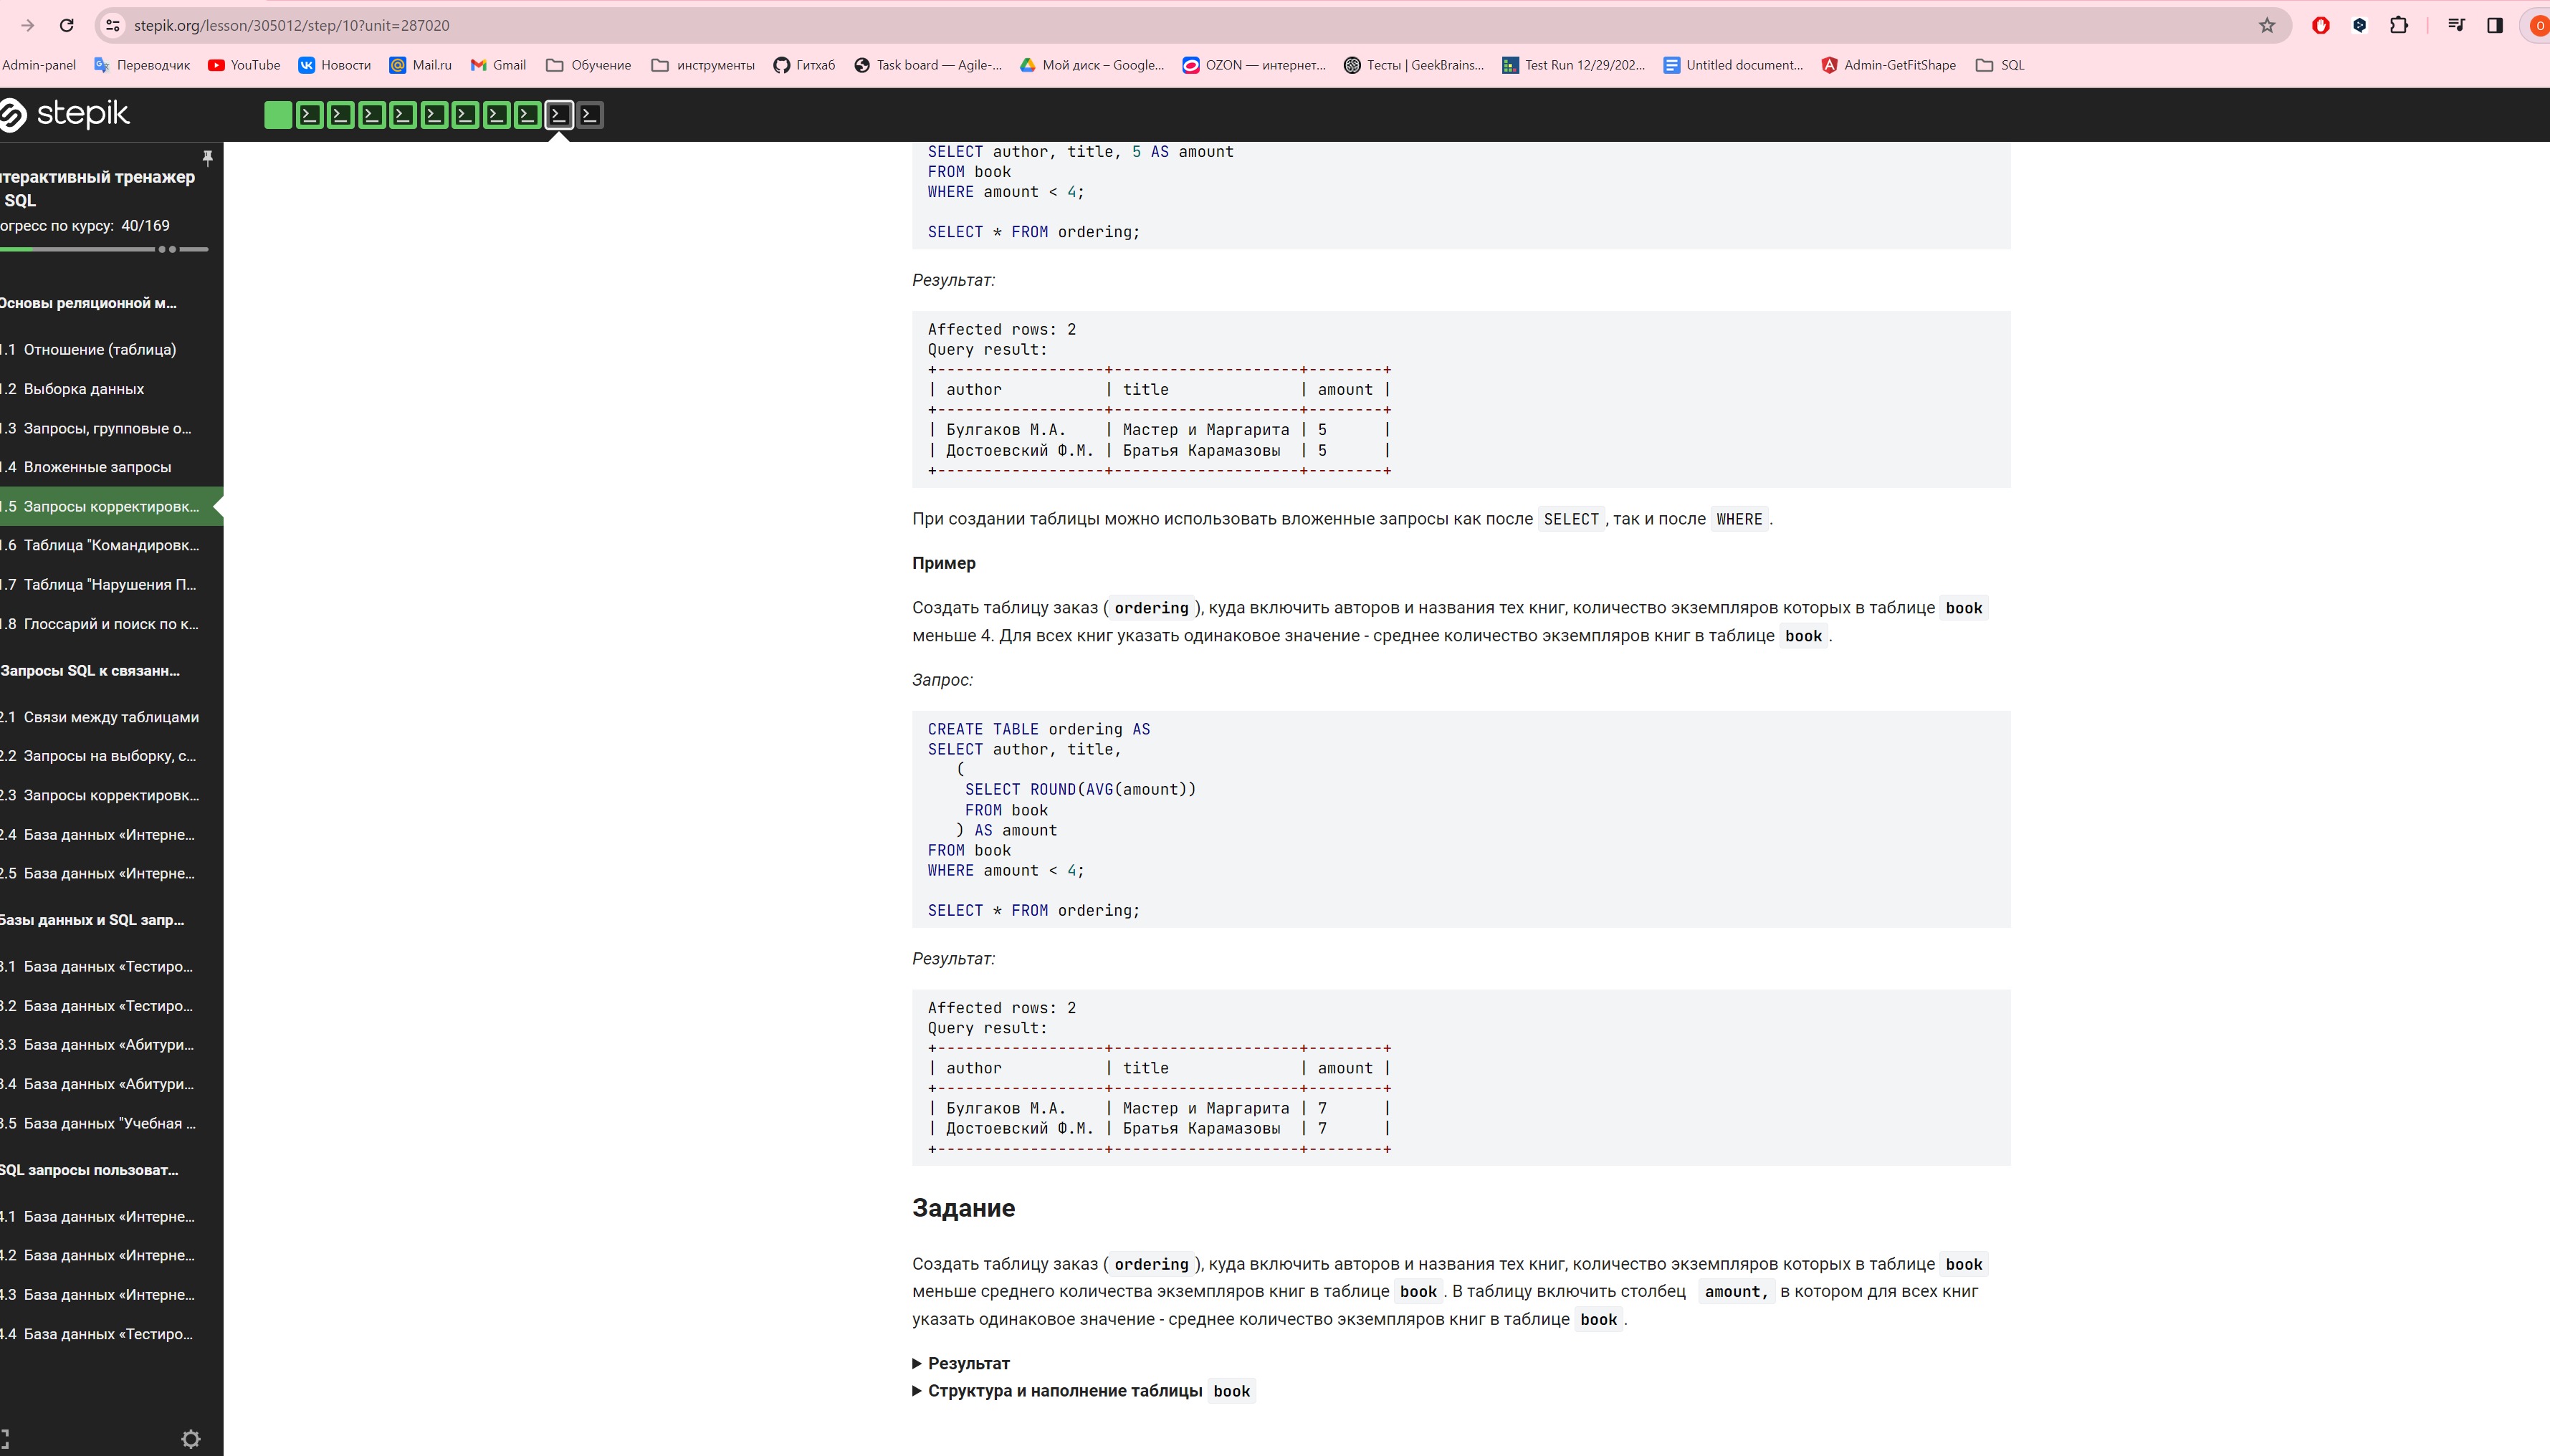 stepik.org/lesson/305012/step/10?unit=287020
Admin-panel Переводчик YouTube Новости Mail.ru Gmail Обучение инструменты Гитхаб Task board — Agile-... Мой диск – Google... OZON — интернет... Тесты | GeekBrains... Test Run 12/29/202... Untitled document... Admin-GetFitShape SQL
stepik
нтерактивный тренажер
SQL
огресс по курсу: 40/169
Основы реляционной м...
1.1 Отношение (таблица)
1.2 Выборка данных
1.3 Запросы, групповые о...
1.4 Вложенные запросы
1.5 Запросы корректировк...
1.6 Таблица "Командировк...
1.7 Таблица "Нарушения П...
1.8 Глоссарий и поиск по к...
Запросы SQL к связанн...
2.1 Связи между таблицами
2.2 Запросы на выборку, с...
2.3 Запросы корректировк...
2.4 База данных «Интерне...
2.5 База данных «Интерне...
Базы данных и SQL запр...
3.1 База данных «Тестиро...
3.2 База данных «Тестиро...
3.3 База данных «Абитури...
3.4 База данных «Абитури...
3.5 База данных "Учебная ...
SQL запросы пользоват...
4.1 База данных «Интерне...
4.2 База данных «Интерне...
4.3 База данных «Интерне...
4.4 База данных «Тестиро...
SELECT author, title, 5 AS amount
FROM book
WHERE amount < 4;
SELECT * FROM ordering;
Результат:
Affected rows: 2
Query result:
+------------------+--------------------+--------+
| author           | title              | amount |
+------------------+--------------------+--------+
| Булгаков М.А.    | Мастер и Маргарита | 5      |
| Достоевский Ф.М. | Братья Карамазовы  | 5      |
+------------------+--------------------+--------+
При создании таблицы можно использовать вложенные запросы как после SELECT, так и после WHERE.
Пример
Создать таблицу заказ (ordering), куда включить авторов и названия тех книг, количество экземпляров которых в таблице book
меньше 4. Для всех книг указать одинаковое значение - среднее количество экземпляров книг в таблице book.
Запрос:
CREATE TABLE ordering AS
SELECT author, title,
(
SELECT ROUND(AVG(amount))
FROM book
) AS amount
FROM book
WHERE amount < 4;
SELECT * FROM ordering;
Результат:
Affected rows: 2
Query result:
+------------------+--------------------+--------+
| author           | title              | amount |
+------------------+--------------------+--------+
| Булгаков М.А.    | Мастер и Маргарита | 7      |
| Достоевский Ф.М. | Братья Карамазовы  | 7      |
+------------------+--------------------+--------+
Задание
Создать таблицу заказ (ordering), куда включить авторов и названия тех книг, количество экземпляров которых в таблице book
меньше среднего количества экземпляров книг в таблице book. В таблицу включить столбец amount, в котором для всех книг
указать одинаковое значение - среднее количество экземпляров книг в таблице book.
Результат
Структура и наполнение таблицы book